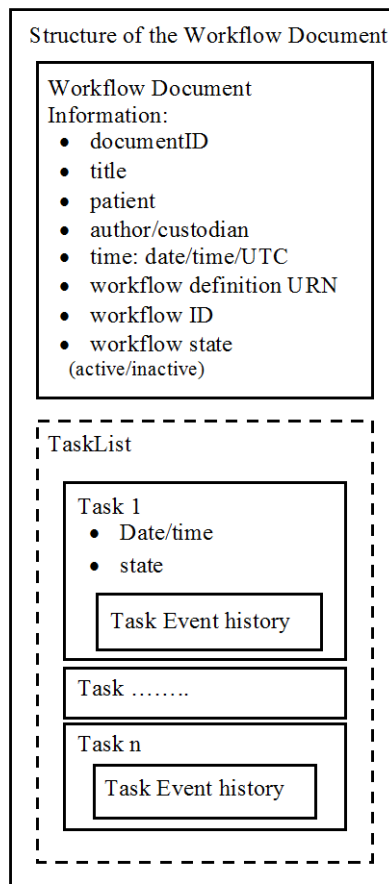 Structure of the Workflow Document
Workflow Document
Information:
• documentID
• title
• patient
• author/custodian
• time: date/time/UTC
• workflow definition URN
• workflow ID
• workflow state
(active/inactive)
TaskList
Task 1
• Date/time
• state
Task Event history
Task ……..
Task n
Task Event history